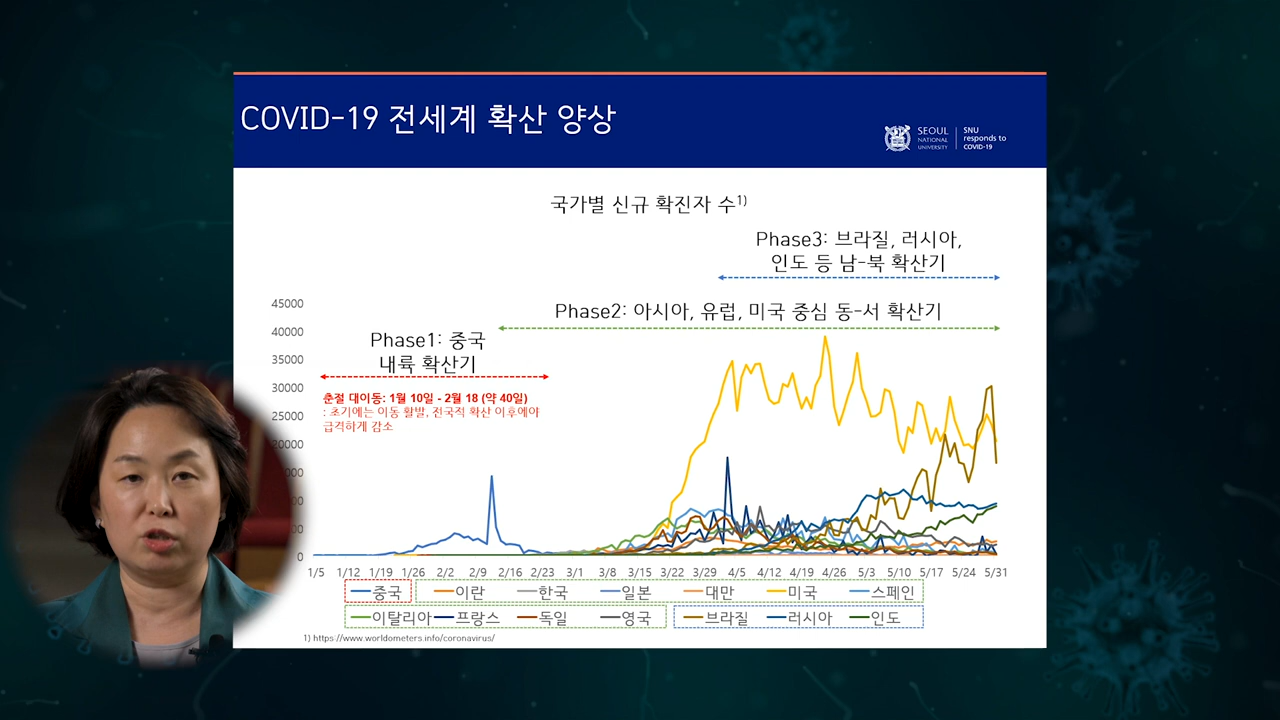 COVID-19 전세계 확산 양상
SEOUL
NATIONAL
UNIVERSITY
SNU
responds to
COVID-19
국가별 신규 확진자 수1)
Phase3: 브라질, 러시아,
인도 등 남-북 확산기
Phase2: 아시아, 유럽, 미국 중심 동-서 확산기
Phase1: 중국
내륙 확산기
춘절 대이동: 1월 10일 - 2월 18 (약 40일)
: 초기에는 이동 활발, 전국적 확산 이후에야
급격하게 감소
45000
40000
35000
30000
25000
20000
0
1/5 1/12 1/19 1/26 2/2 2/9 2/16 2/23 3/1 3/8 3/15 3/22 3/29 4/5 4/12 4/19 4/26 5/3 5/10 5/17 5/24 5/31
중국 이란 한국 일본 대만 미국 스페인
이탈리아 프랑스 독일 영국 브라질 러시아 인도
1) https://www.worldometers.info/coronavirus/